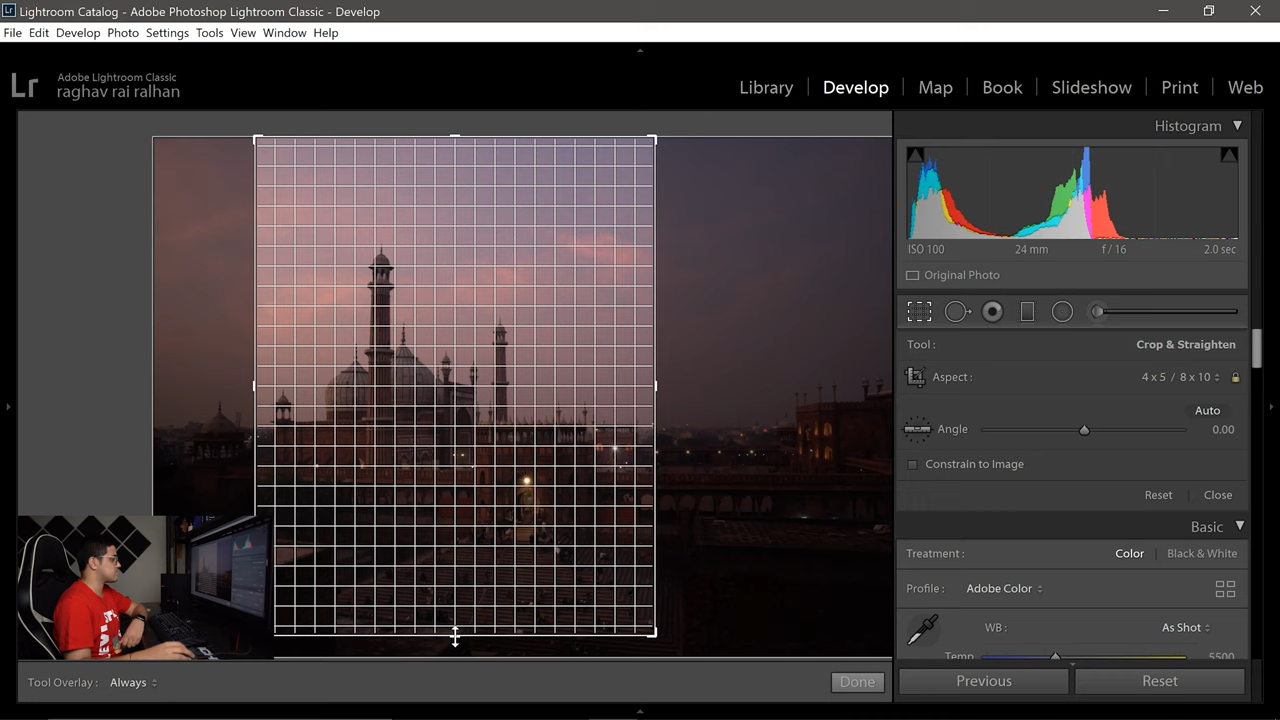 Lr Lightroom Catalog - Adobe Photoshop Lightroom Classic - Develop
File Edit Develop Photo Settings Tools View Window Help
Lr Adobe Lightroom Classic
raghav rai ralhan
Library | Develop | Map | Book | Slideshow | Print | Web
Histogram
ISO 100 24 mm f / 16 2.0 sec
Original Photo
Tool : Crop & Straighten
Aspect : 4 x 5 / 8 x 10
Auto
Angle 0.00
Constrain to Image
Reset Close
Basic
Treatment : Color | Black & White
Profile : Adobe Color
WB : As Shot
Temp 5500
Tool Overlay : Always Done Previous Reset